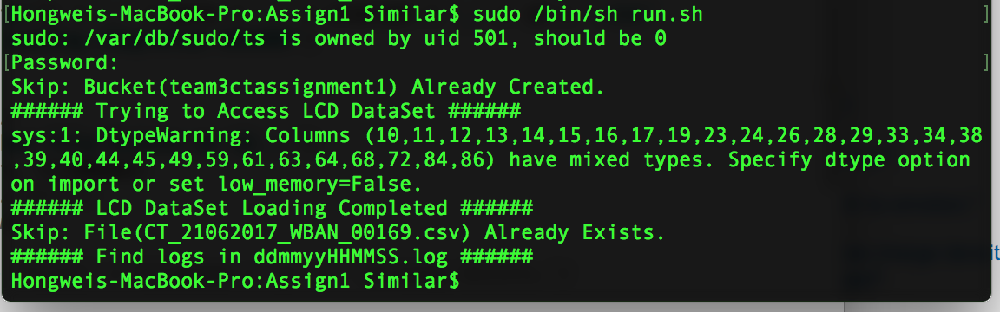 [Hongweis-MacBook-Pro:Assign1 Similar$ sudo /bin/sh run.sh ]
sudo: /var/db/sudo/ts is owned by uid 501, should be 0
[Password: ]
Skip: Bucket(team3ctassignment1) Already Created.
###### Trying to Access LCD DataSet ######
sys:1: DtypeWarning: Columns (10,11,12,13,14,15,16,17,19,23,24,26,28,29,33,34,38
,39,40,44,45,49,59,61,63,64,68,72,84,86) have mixed types. Specify dtype option
on import or set low_memory=False.
###### LCD DataSet Loading Completed ######
Skip: File(CT_21062017_WBAN_00169.csv) Already Exists.
###### Find logs in ddmmyyHHMMSS.log ######
Hongweis-MacBook-Pro:Assign1 Similar$